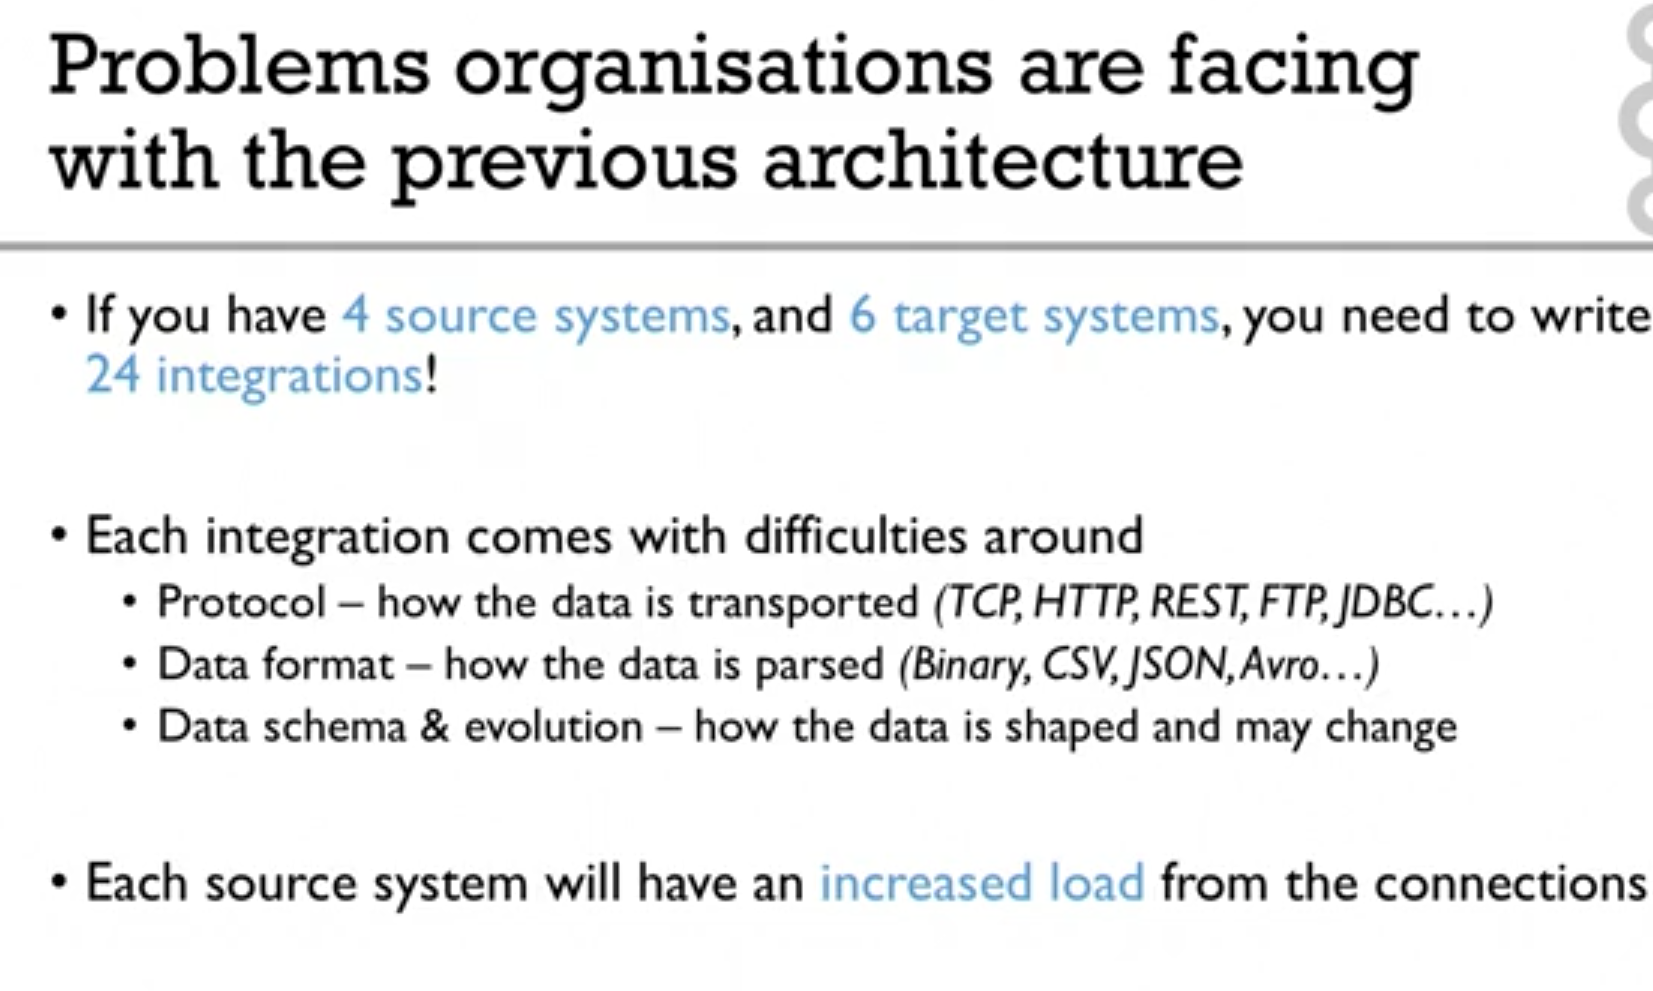 Problems organisations are facing
with the previous architecture
• If you have 4 source systems, and 6 target systems, you need to write
24 integrations!
• Each integration comes with difficulties around
• Protocol – how the data is transported (TCP, HTTP, REST, FTP, JDBC…)
• Data format – how the data is parsed (Binary, CSV, JSON, Avro…)
• Data schema & evolution – how the data is shaped and may change
• Each source system will have an increased load from the connections